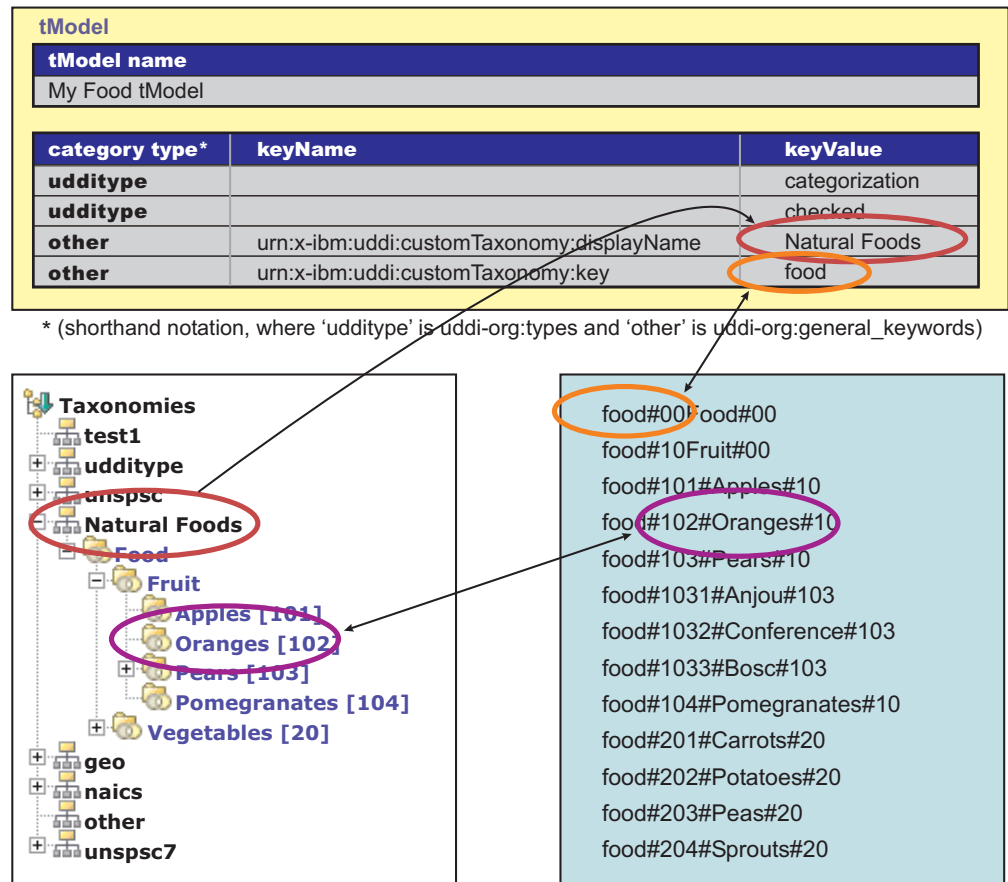 tModel
tModel name
My Food tModel
category type* keyName keyValue
udditype categorization
udditype checked
other urn:x-ibm:uddi:customTaxonomy:displayName Natural Foods
other urn:x-ibm:uddi:customTaxonomy:key food
* (shorthand notation, where ‘udditype’ is uddi-org:types and ‘other’ is uddi-org:general_keywords)
Taxonomies
test1
udditype
unspsc
Natural Foods
Food
Fruit
Apples [101]
Oranges [102]
Pears [103]
Pomegranates [104]
Vegetables [20]
geo
naics
other
unspsc7
food#00Food#00
food#10Fruit#00
food#101#Apples#10
food#102#Oranges#10
food#103#Pears#10
food#1031#Anjou#103
food#1032#Conference#103
food#1033#Bosc#103
food#104#Pomegranates#10
food#201#Carrots#20
food#202#Potatoes#20
food#203#Peas#20
food#204#Sprouts#20